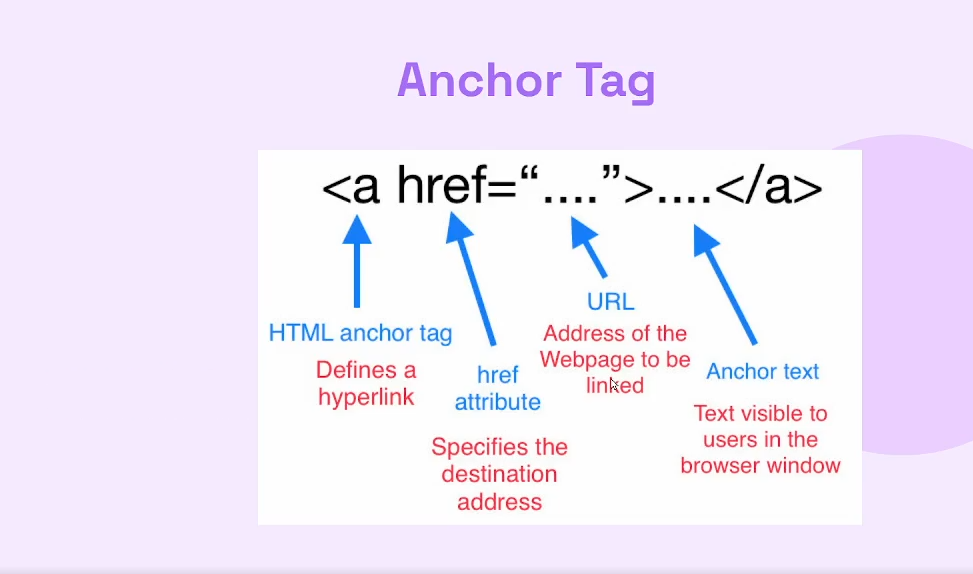 Anchor Tag
<a href=“....”>....</a>
HTML anchor tag
Defines a
hyperlink
href
attribute
Specifies the
destination
address
URL
Address of the
Webpage to be
linked
Anchor text
Text visible to
users in the
browser window